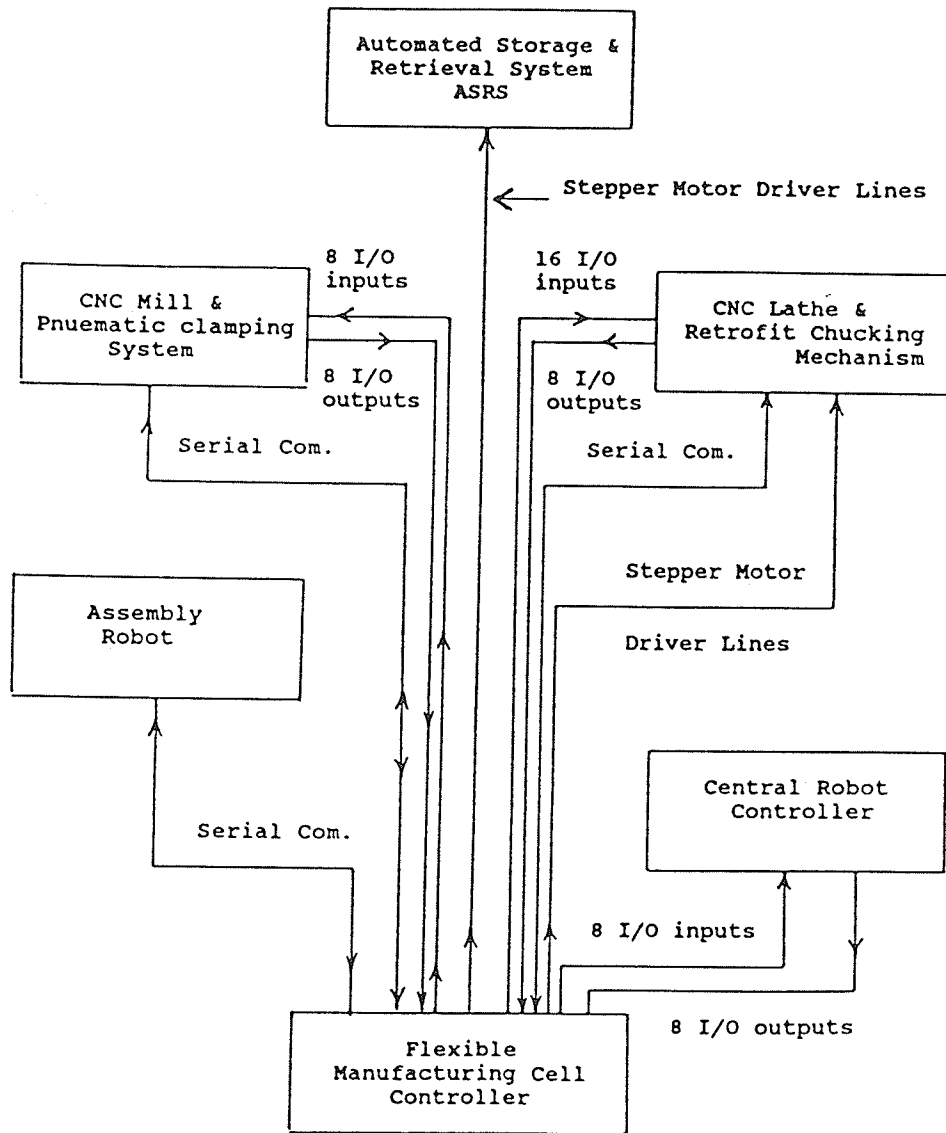 Automated Storage &
Retrieval System
ASRS
Stepper Motor Driver Lines
8 I/O
inputs
16 I/O
inputs
CNC Mill &
Pnuematic clamping
System
CNC Lathe &
Retrofit Chucking
Mechanism
8 I/O
outputs
8 I/O
outputs
Serial Com.
Serial Com.
Stepper Motor
Driver Lines
Assembly
Robot
Central Robot
Controller
Serial Com.
8 I/O inputs
8 I/O outputs
Flexible
Manufacturing Cell
Controller